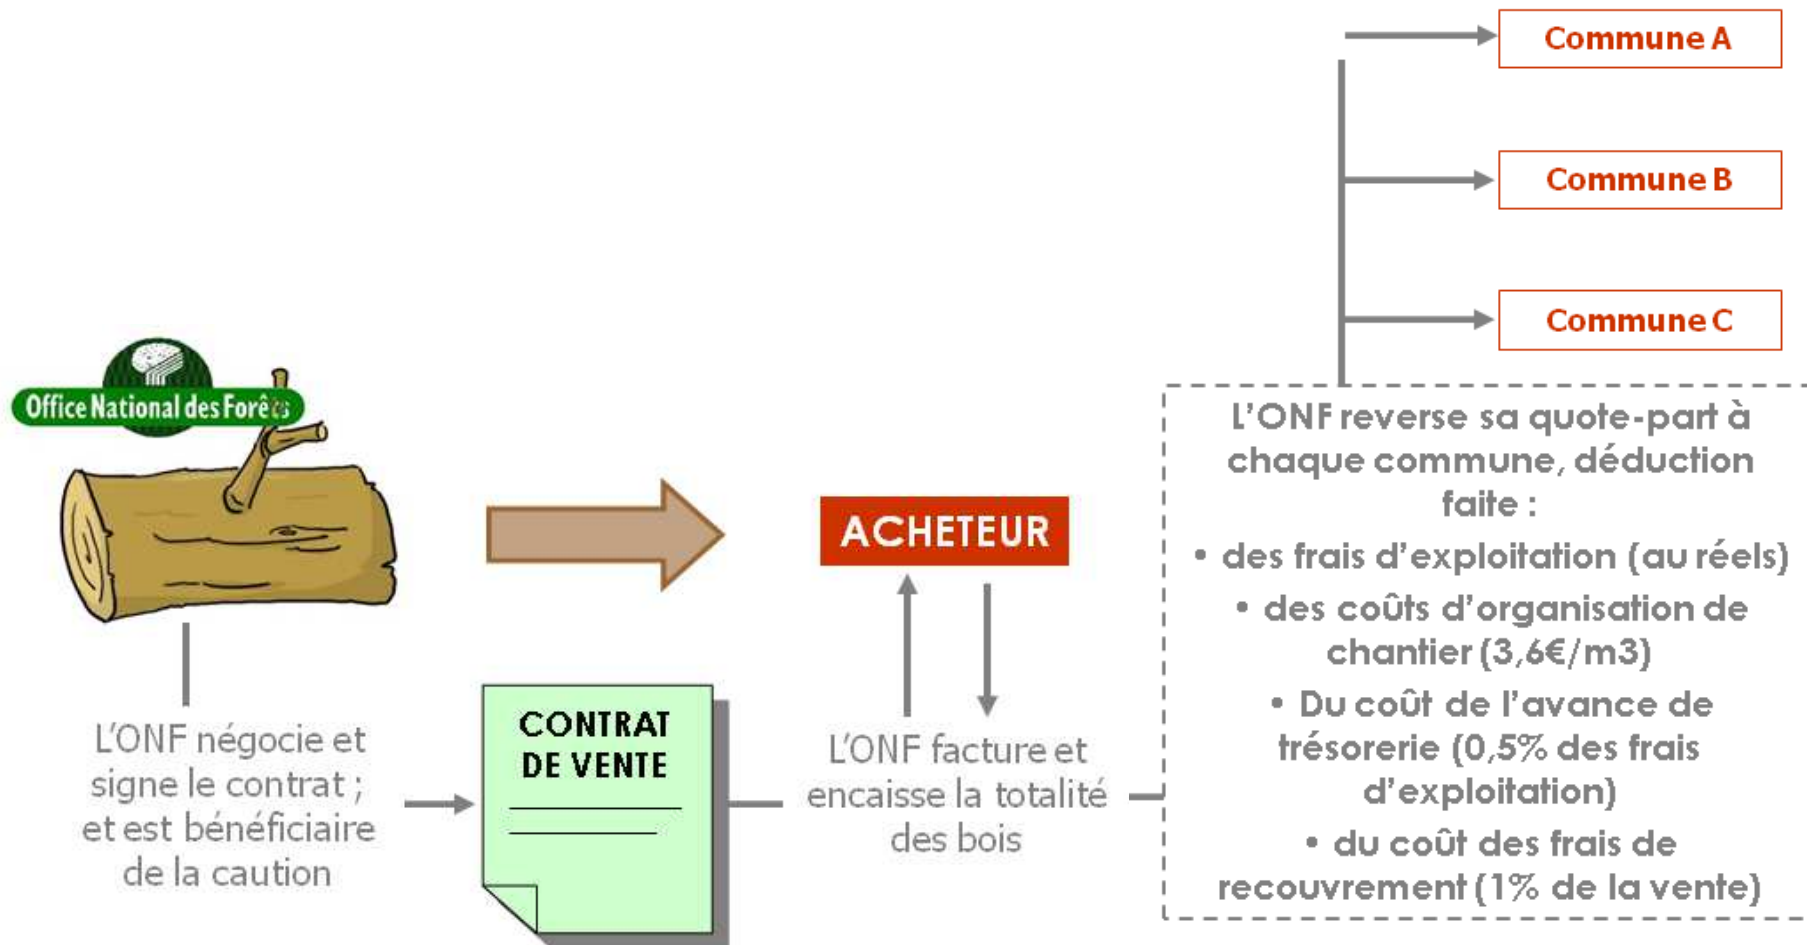 Commune A
Commune B
Commune C
Office National des Forêts
ACHETEUR
L'ONF négocie et
signe le contrat ;
et est bénéficiaire
de la caution
CONTRAT
DE VENTE
L'ONF facture et
encaisse la totalité
des bois
L'ONF reverse sa quote-part à
chaque commune, déduction
faite :
• des frais d'exploitation (au réels)
• des coûts d'organisation de
chantier (3,6€/m3)
• Du coût de l'avance de
trésorerie (0,5% des frais
d'exploitation)
• du coût des frais de
recouvrement (1% de la vente)